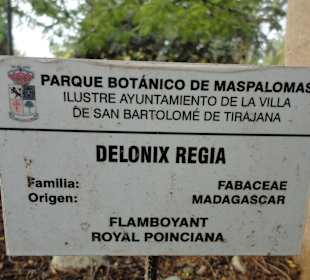 PARQUE BOTÁNICO DE MASPALOMAS
ILUSTRE AYUNTAMIENTO DE LA VILLA
DE SAN BARTOLOMÉ DE TIRAJANA
DELONIX REGIA
Familia: FABACEAE
Origen: MADAGASCAR
FLAMBOYANT
ROYAL POINCIANA